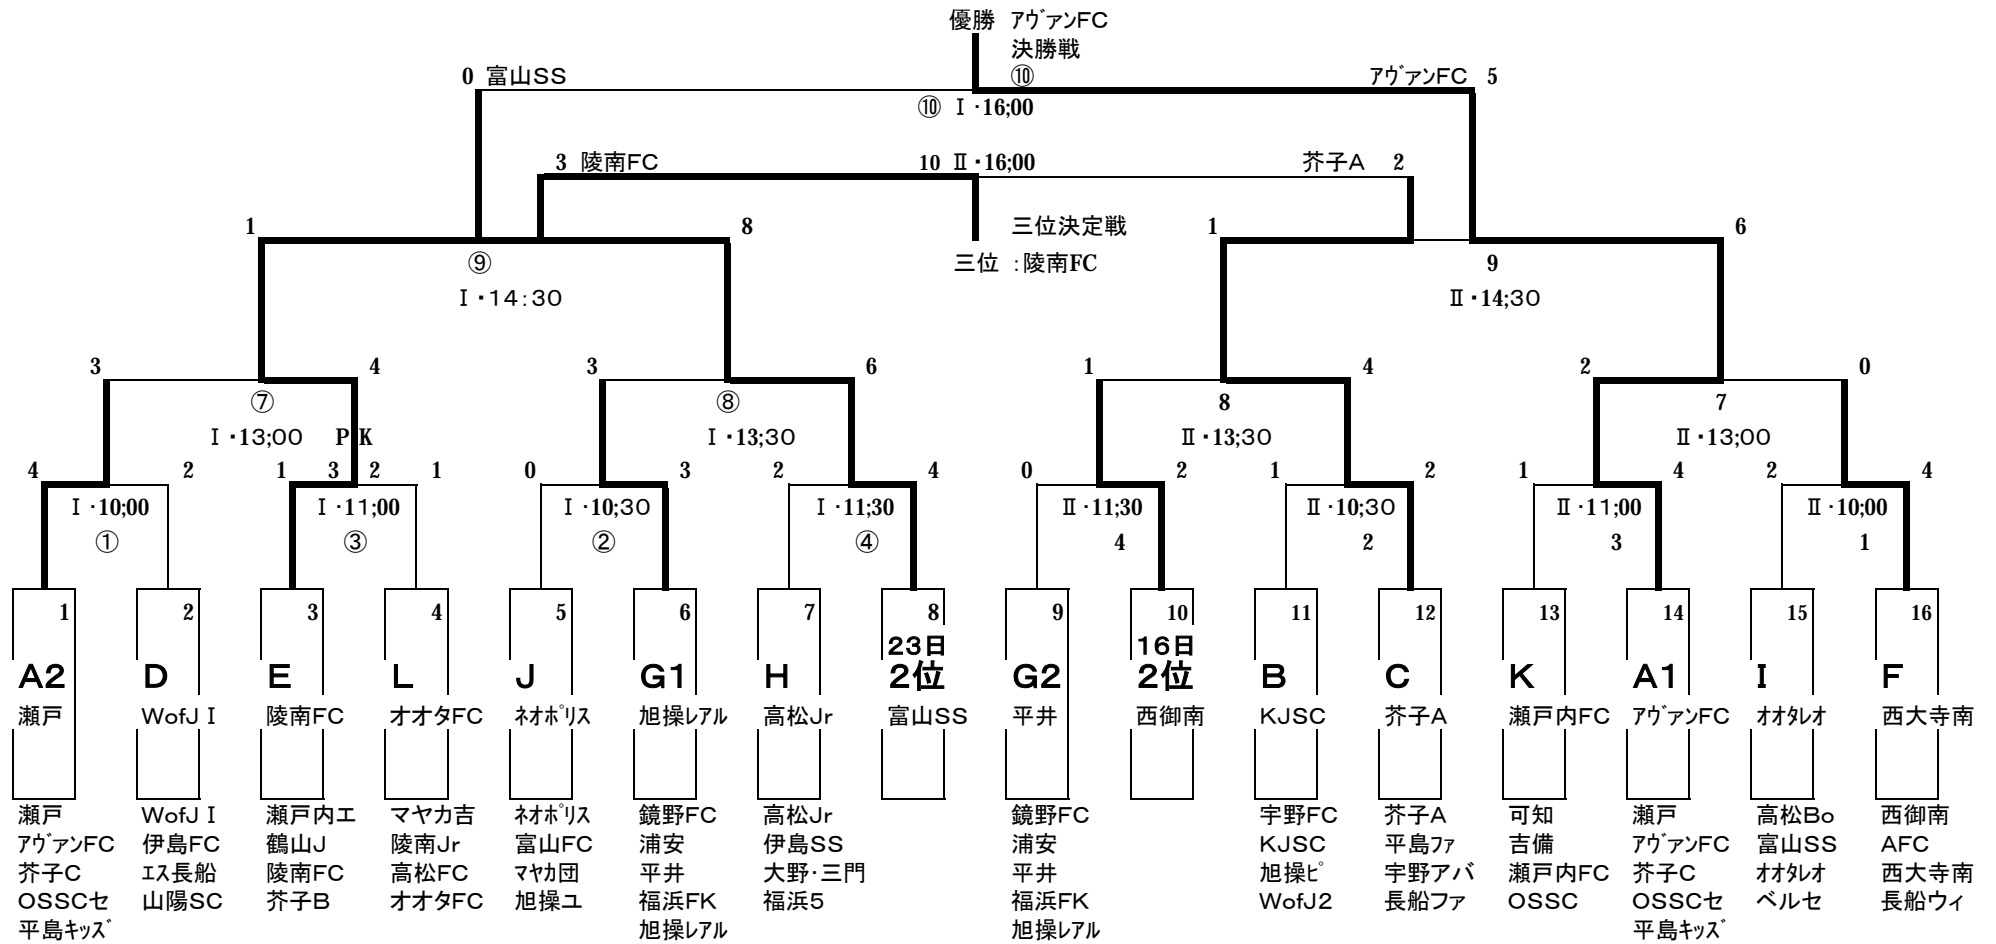 優勝 アヴァンFC
決勝戦
0 富山SS ⑩ アヴァンFC 5
⑩ Ⅰ・16;00
3 陵南FC 10 Ⅱ・16;00 芥子A 2
1 8 三位決定戦 1 6
⑨ 三位 :陵南FC 9
Ⅰ・14:30 Ⅱ・14;30
3 4 3 6 1 4 2 0
⑦ ⑧ 8 7
Ⅰ・13;00 PK Ⅰ・13;30 Ⅱ・13;30 Ⅱ・13;00
4 2 1 3 2 1 0 3 2 4 0 2 1 2 1 4 2 4
Ⅰ・10;00 Ⅰ・11;00 Ⅰ・10;30 Ⅰ・11;30 Ⅱ・11;30 Ⅱ・10;30 Ⅱ・11;00 Ⅱ・10;00
① ③ ② ④ 4 2 3 1
1 2 3 4 5 6 7 8 9 10 11 12 13 14 15 16
23日 16日
A2 D E L J G1 H 2位 G2 2位 B C K A1 I F
瀬戸 WofJ I 陵南FC オオタFC ネオポリス 旭操レアル 高松Jr 富山SS 平井 西御南 KJSC 芥子A 瀬戸内FC アヴァンFC オオタレオ 西大寺南
瀬戸 WofJ I 瀬戸内エ マヤカ吉 ネオポリス 鏡野FC 高松Jr 鏡野FC 宇野FC 芥子A 可知 瀬戸 高松Bo 西御南
アヴァンFC 伊島FC 鶴山J 陵南Jr 富山FC 浦安 伊島SS 浦安 KJSC 平島ファ 吉備 アヴァンFC 富山SS AFC
芥子C エス長船 陵南FC 高松FC マヤカ団 平井 大野・三門 平井 旭操ピ 宇野アバ 瀬戸内FC 芥子C オオタレオ 西大寺南
OSSCセ 山陽SC 芥子B オオタFC 旭操ユ 福浜FK 福浜5 福浜FK WofJ2 長船ファ OSSC OSSCセ ベルセ 長船ウィ
平島キッズ 旭操レアル 旭操レアル 平島キッズ